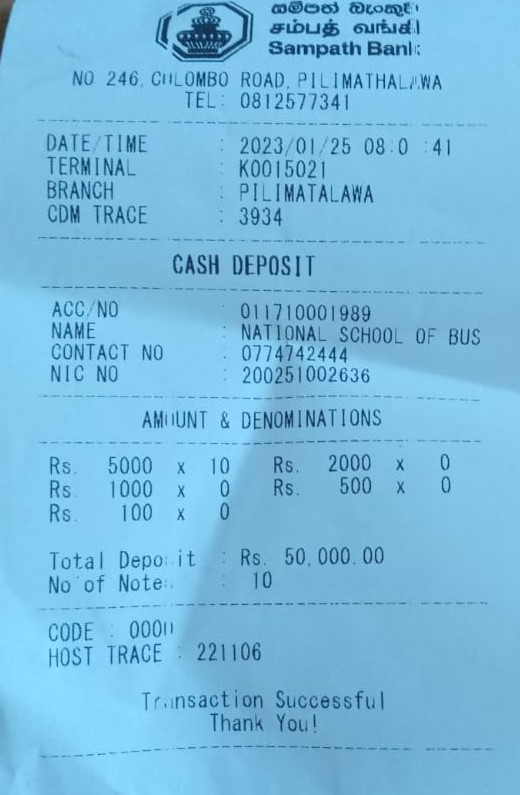 සම්පත් බැංකුව
சம்பத் வங்கி
Sampath Bank
NO 246, COLOMBO ROAD, PILIMATHALAWA
TEL: 0812577341
DATE/TIME : 2023/01/25 08:0 :41
TERMINAL : K0015021
BRANCH : PILIMATALAWA
CDM TRACE : 3934
CASH DEPOSIT
ACC/NO : 011710001989
NAME : NATIONAL SCHOOL OF BUS
CONTACT NO : 0774742444
NIC NO : 200251002636
AMOUNT & DENOMINATIONS
Rs. 5000 x 10 Rs. 2000 x 0
Rs 1000 x 0 Rs. 500 x 0
Rs. 100 x 0
Total Deposit : Rs. 50,000.00
No of Notes : 10
CODE : 0000
HOST TRACE : 221106
Transaction Successful
Thank You!